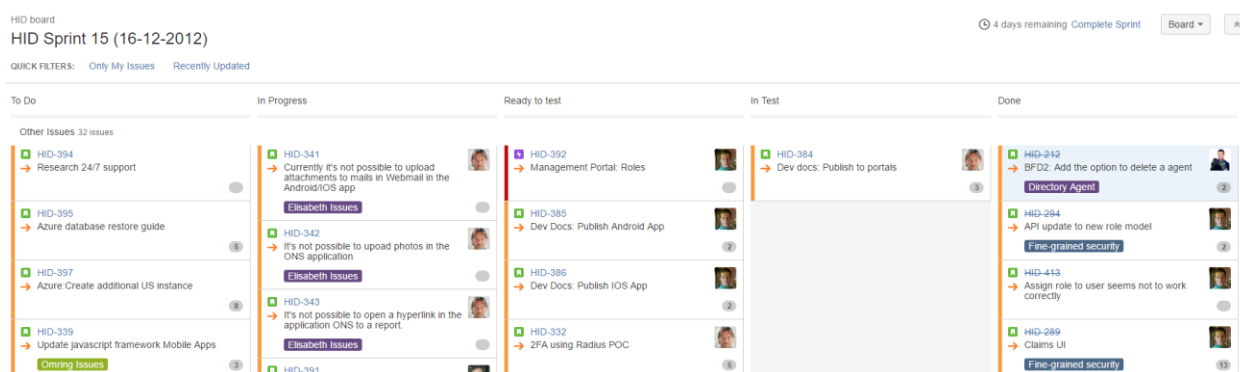 HID board
HID Sprint 15 (16-12-2012)
4 days remaining Complete Sprint
Board
QUICK FILTERS: Only My Issues Recently Updated
To Do
In Progress
Ready to test
In Test
Done
Other Issues 32 issues
HID-394
Research 24/7 support
HID-395
Azure database restore guide
5
HID-397
Azure:Create additional US instance
8
HID-339
Update javascript framework Mobile Apps
Omring Issues
3
HID-341
Currently it's not possible to upload
attachments to mails in Webmail in the
Android/IOS app
Elisabeth Issues
HID-342
It's not possible to upoad photos in the
ONS application
Elisabeth Issues
HID-343
It's not possible to open a hyperlink in the
application ONS to a report.
Elisabeth Issues
HID-391
HID-392
Management Portal: Roles
HID-385
Dev Docs: Publish Android App
2
HID-386
Dev Docs: Publish IOS App
2
HID-332
2FA using Radius POC
5
HID-384
Dev docs: Publish to portals
3
HID-212
BFD2: Add the option to delete a agent
Directory Agent
2
HID-294
API update to new role model
Fine-grained security
2
HID-413
Assign role to user seems not to work
correctly
HID-289
Claims UI
Fine-grained security
13